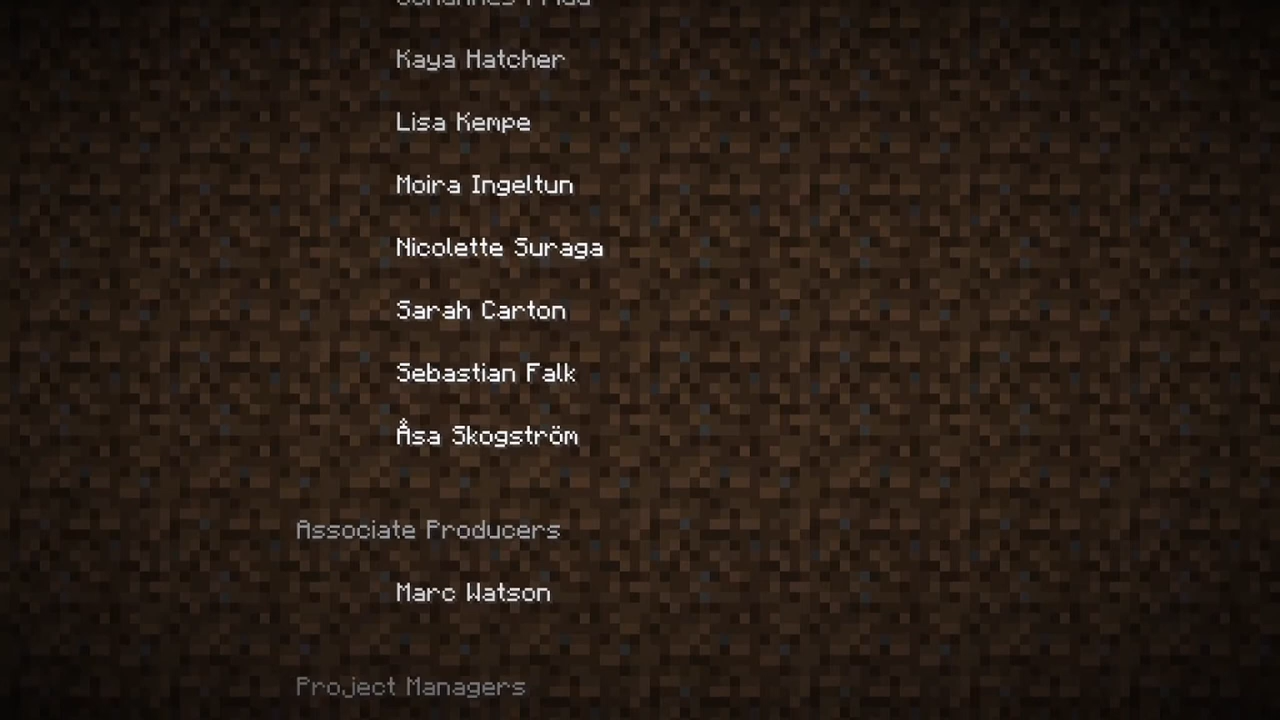 Kaya Hatcher
Lisa Kempe
Moira Ingeltun
Nicolette Suraga
Sarah Carton
Sebastian Falk
Åsa Skogström
Associate Producers
Marc Watson
Project Managers